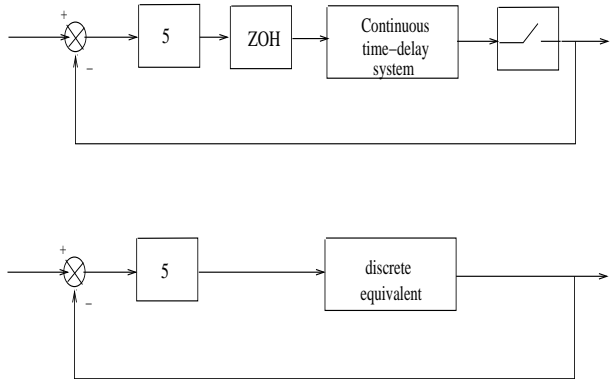 +
5
ZOH
Continuous
time−delay
system
−
+
5
discrete
equivalent
−